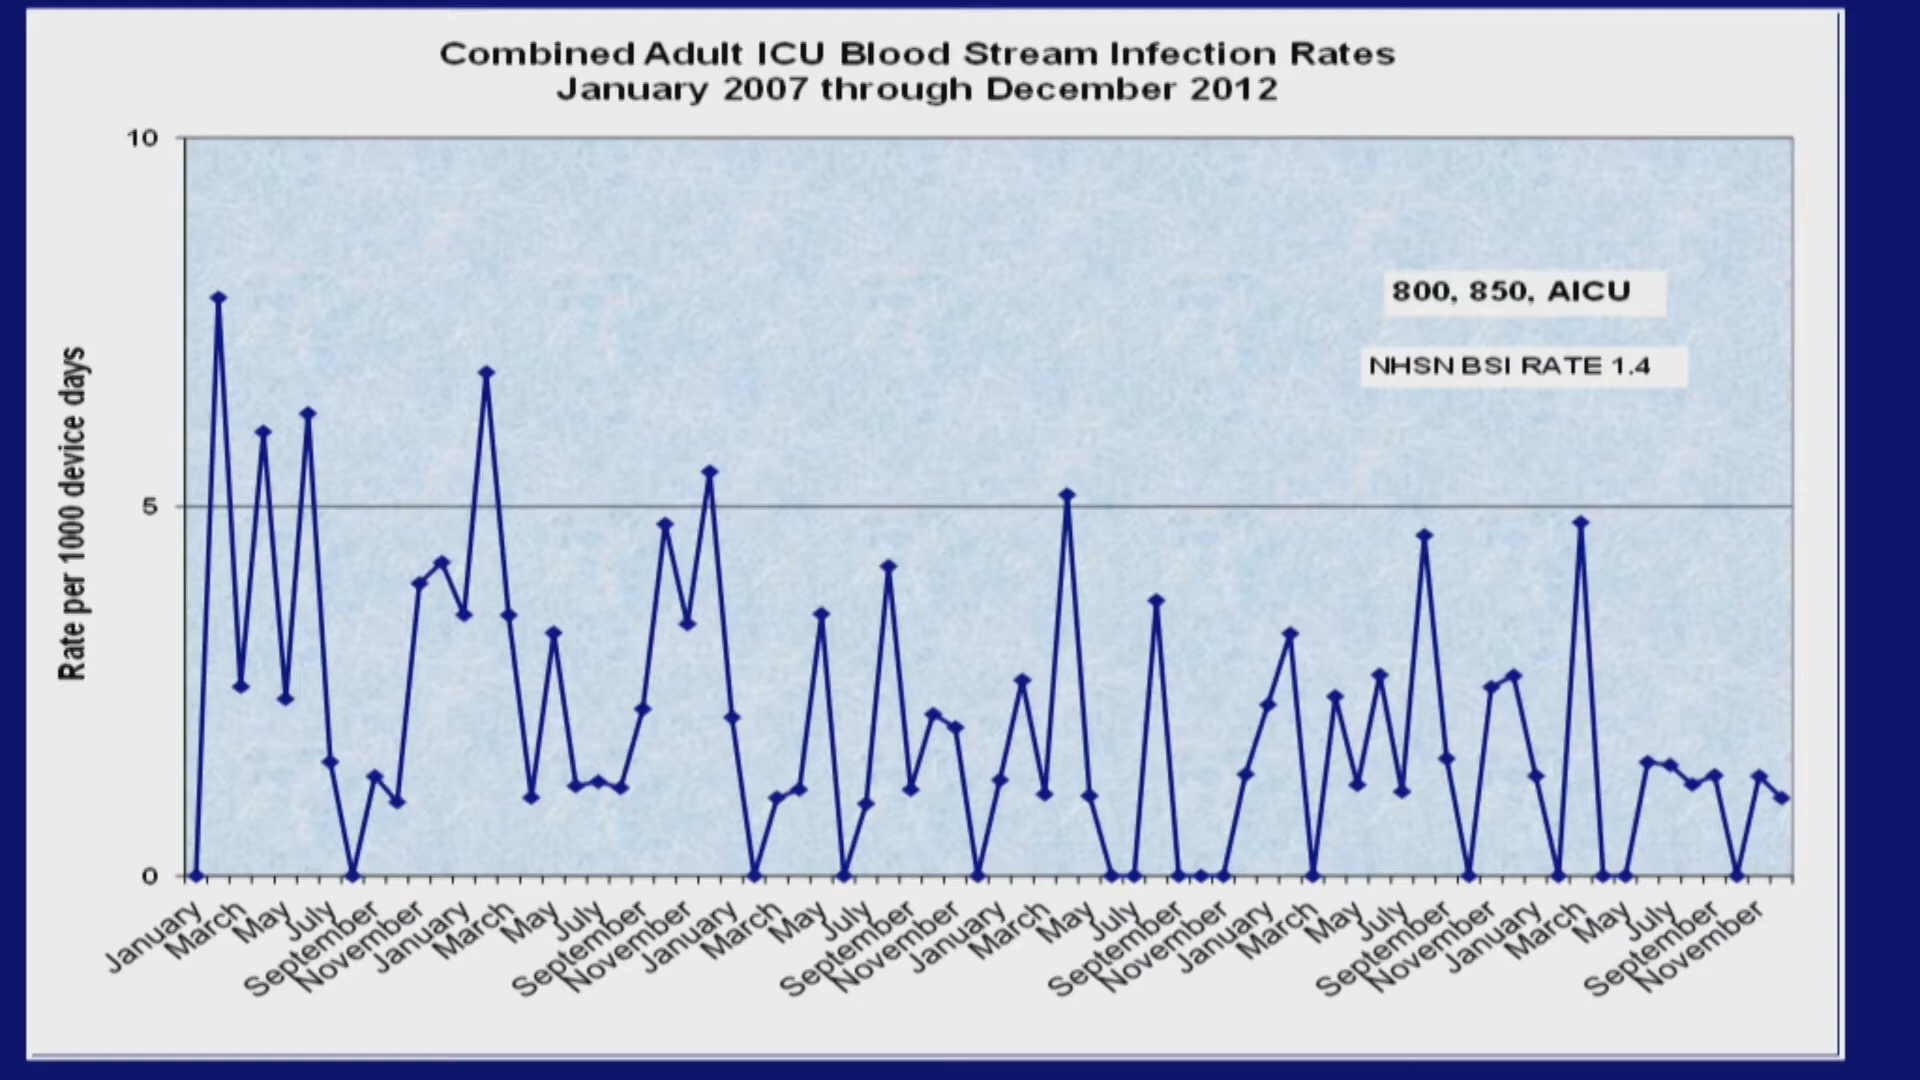 Combined Adult ICU Blood Stream Infection Rates
January 2007 through December 2012
10
5
0
Rate per 1000 device days
800, 850, AICU
NHSN BSI RATE 1.4
January
March
May
July
September
November
January
March
May
July
September
November
January
March
May
July
September
November
January
March
May
July
September
November
January
March
May
July
September
November
January
March
May
July
September
November